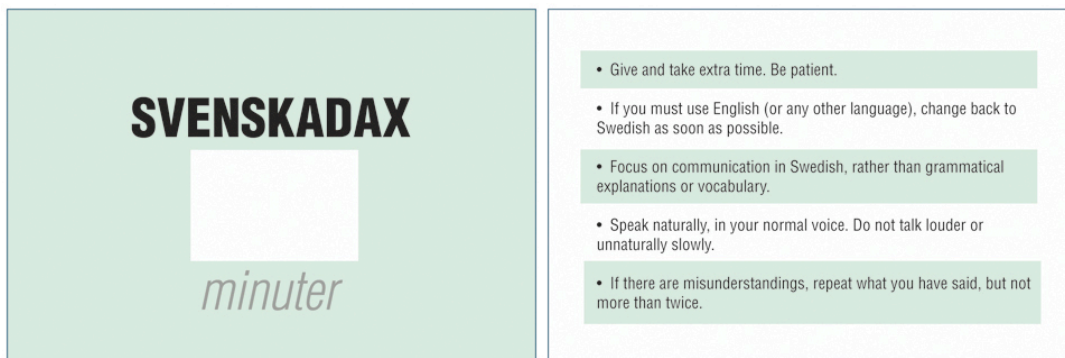 SVENSKADAX
minuter
• Give and take extra time. Be patient.
• If you must use English (or any other language), change back to
Swedish as soon as possible.
• Focus on communication in Swedish, rather than grammatical
explanations or vocabulary.
• Speak naturally, in your normal voice. Do not talk louder or
unnaturally slowly.
• If there are misunderstandings, repeat what you have said, but not
more than twice.